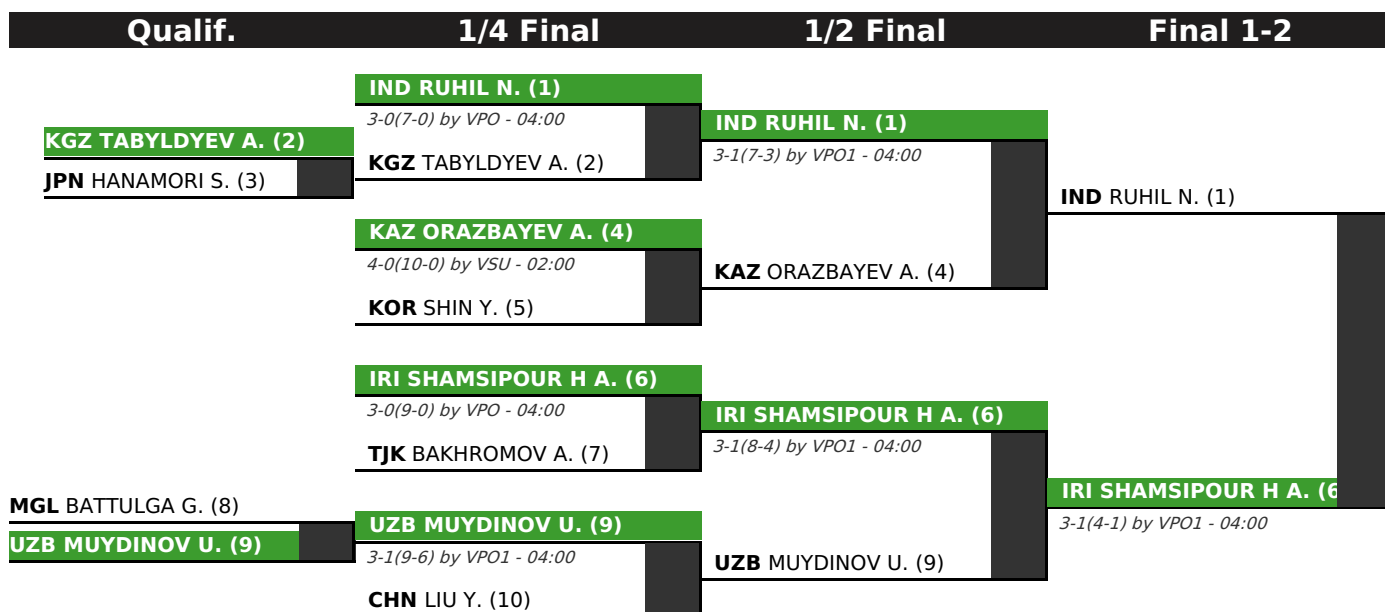 Qualif.
1/4 Final
1/2 Final
Final 1-2
KGZ TABYLDYEV A. (2)
JPN HANAMORI S. (3)
MGL BATTULGA G. (8)
UZB MUYDINOV U. (9)
IND RUHIL N. (1)
3-0(7-0) by VPO - 04:00
KGZ TABYLDYEV A. (2)
KAZ ORAZBAYEV A. (4)
4-0(10-0) by VSU - 02:00
KOR SHIN Y. (5)
IRI SHAMSIPOUR H A. (6)
3-0(9-0) by VPO - 04:00
TJK BAKHROMOV A. (7)
UZB MUYDINOV U. (9)
3-1(9-6) by VPO1 - 04:00
CHN LIU Y. (10)
IND RUHIL N. (1)
3-1(7-3) by VPO1 - 04:00
KAZ ORAZBAYEV A. (4)
IRI SHAMSIPOUR H A. (6)
3-1(8-4) by VPO1 - 04:00
UZB MUYDINOV U. (9)
IND RUHIL N. (1)
IRI SHAMSIPOUR H A. (6
3-1(4-1) by VPO1 - 04:00